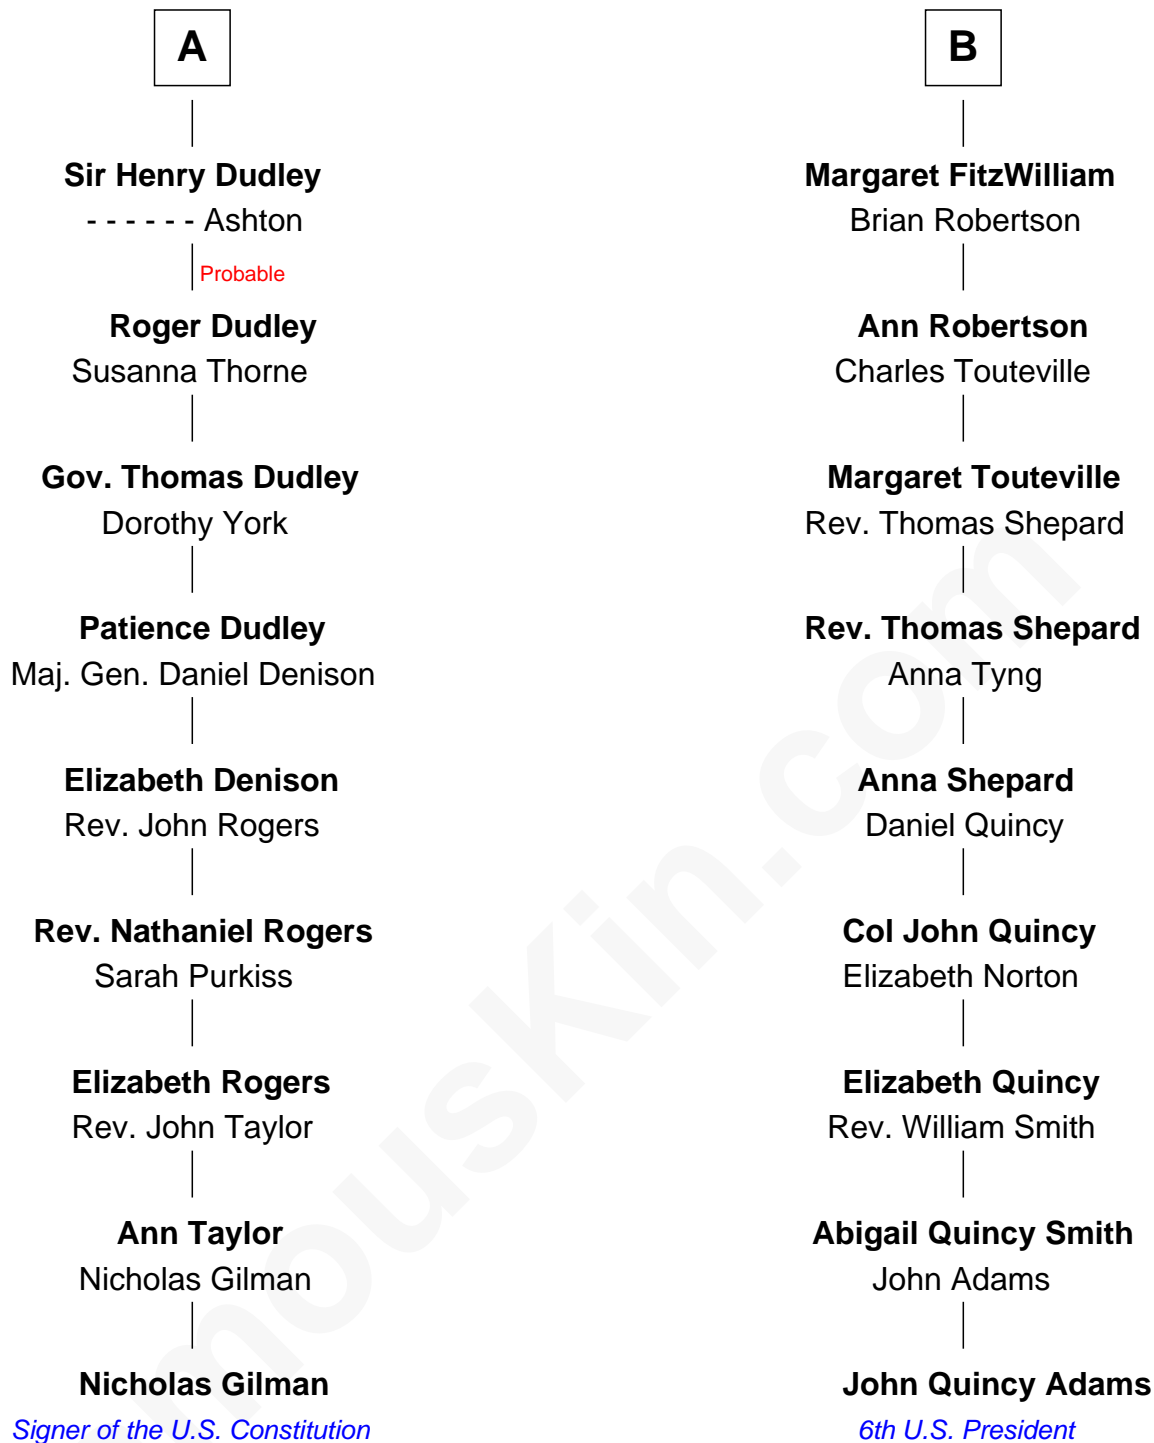 A
Sir Henry Dudley
- - - - - - Ashton
Probable
Roger Dudley
Susanna Thorne
Gov. Thomas Dudley
Dorothy York
Patience Dudley
Maj. Gen. Daniel Denison
Elizabeth Denison
Rev. John Rogers
Rev. Nathaniel Rogers
Sarah Purkiss
Elizabeth Rogers
Rev. John Taylor
Ann Taylor
Nicholas Gilman
Nicholas Gilman
Signer of the U.S. Constitution
B
Margaret FitzWilliam
Brian Robertson
Ann Robertson
Charles Touteville
Margaret Touteville
Rev. Thomas Shepard
Rev. Thomas Shepard
Anna Tyng
Anna Shepard
Daniel Quincy
Col John Quincy
Elizabeth Norton
Elizabeth Quincy
Rev. William Smith
Abigail Quincy Smith
John Adams
John Quincy Adams
6th U.S. President
mousKin.com